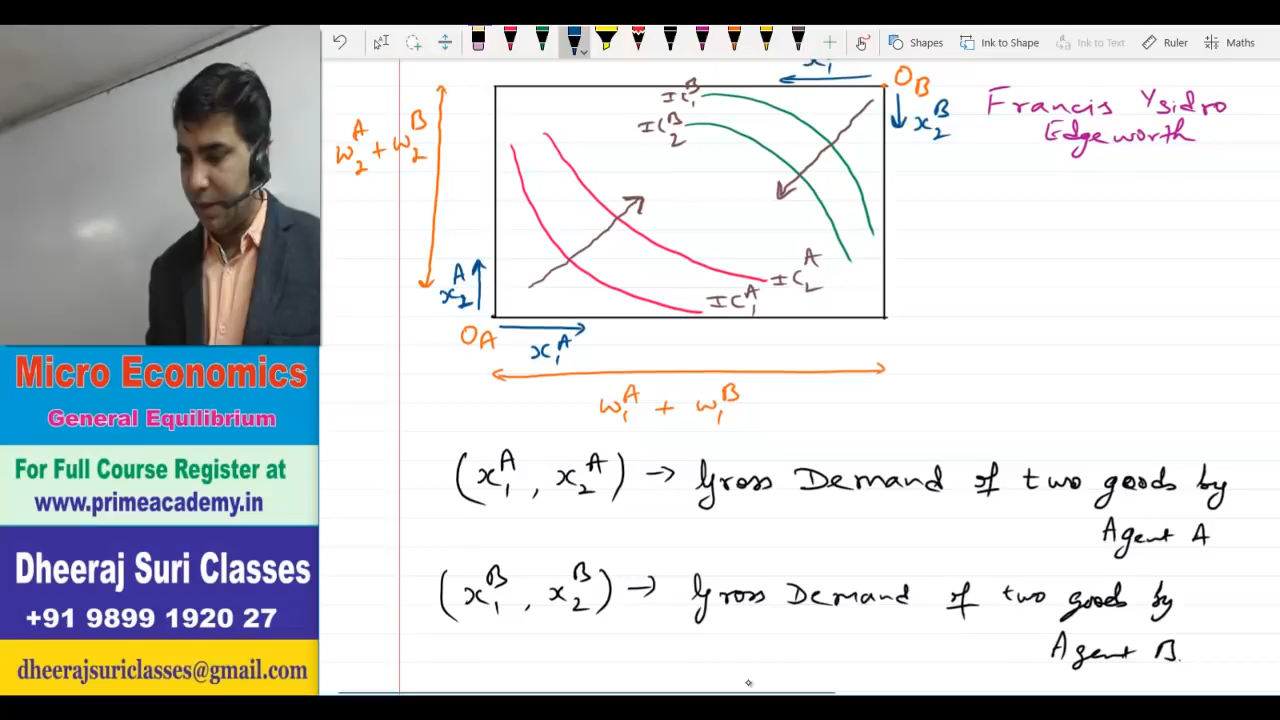 Shapes
Ink to Shape
Ink to Text
Ruler
Maths
x₁
O_B
x₂ᴮ
IC₁ᴮ
IC₂ᴮ
Francis Ysidro
Edgeworth
w₂ᴬ + w₂ᴮ
x₂ᴬ
IC₂ᴬ
IC₁ᴬ
O_A
x₁ᴬ
w₁ᴬ + w₁ᴮ
(x₁ᴬ, x₂ᴬ) → Gross Demand of two goods by
Agent A
(x₁ᴮ, x₂ᴮ) → Gross Demand of two goods by
Agent B.
Micro Economics
General Equilibrium
For Full Course Register at
www.primeacademy.in
Dheeraj Suri Classes
+91 9899 1920 27
dheerajsuriclasses@gmail.com